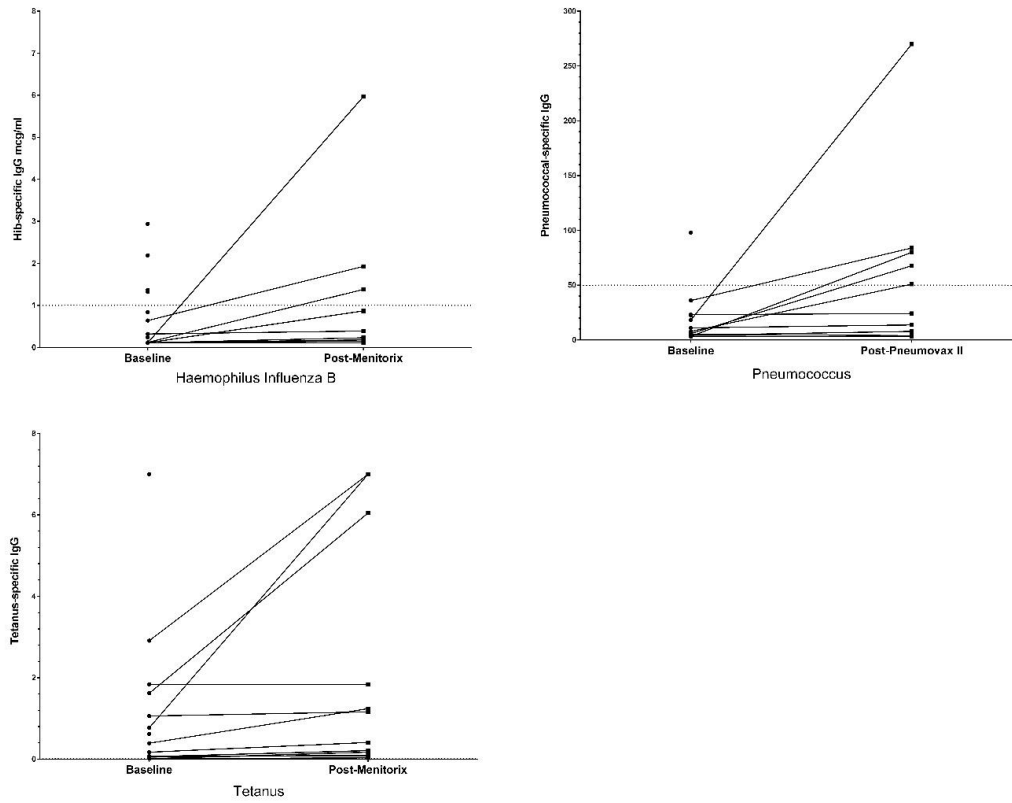 8
7
6
5
4
3
2
1
0
Hib-specific IgG mcg/ml
Baseline
Post-Menitorix
Haemophilus Influenza B
300
250
200
150
100
50
0
Pneumococcal-specific IgG
Baseline
Post-Pneumovax II
Pneumococcus
8
6
4
2
0
Tetanus-specific IgG
Baseline
Post-Menitorix
Tetanus